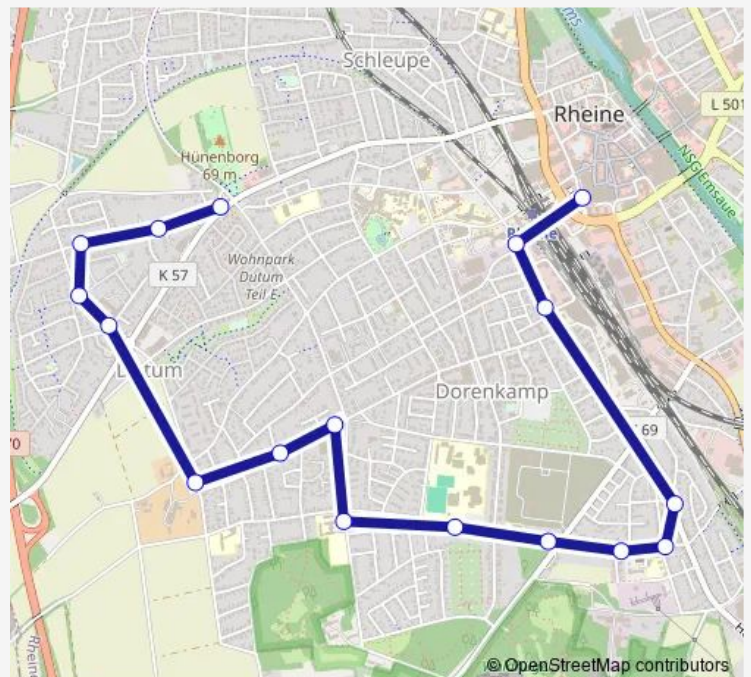 Schleupe
Rheine
L 501
Hünenborg
69 m
NSG Emsaue
K 57
Wohnpark
Dutum
Teil E
Dorenkamp
69
© OpenStreetMap contributors